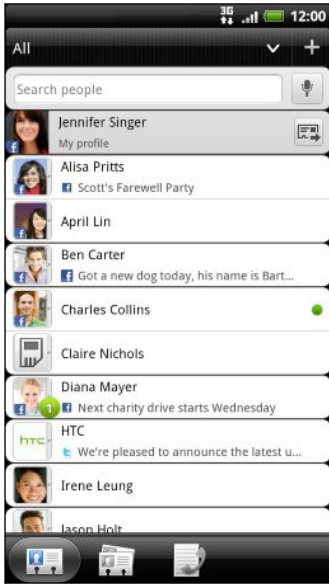 3G 12:00
All
Search people
Jennifer Singer
My profile
Alisa Pritts
Scott's Farewell Party
April Lin
Ben Carter
Got a new dog today, his name is Bart...
Charles Collins
Claire Nichols
Diana Mayer
1 Next charity drive starts Wednesday
HTC
hTC We're pleased to announce the latest u...
Irene Leung
Jason Holt